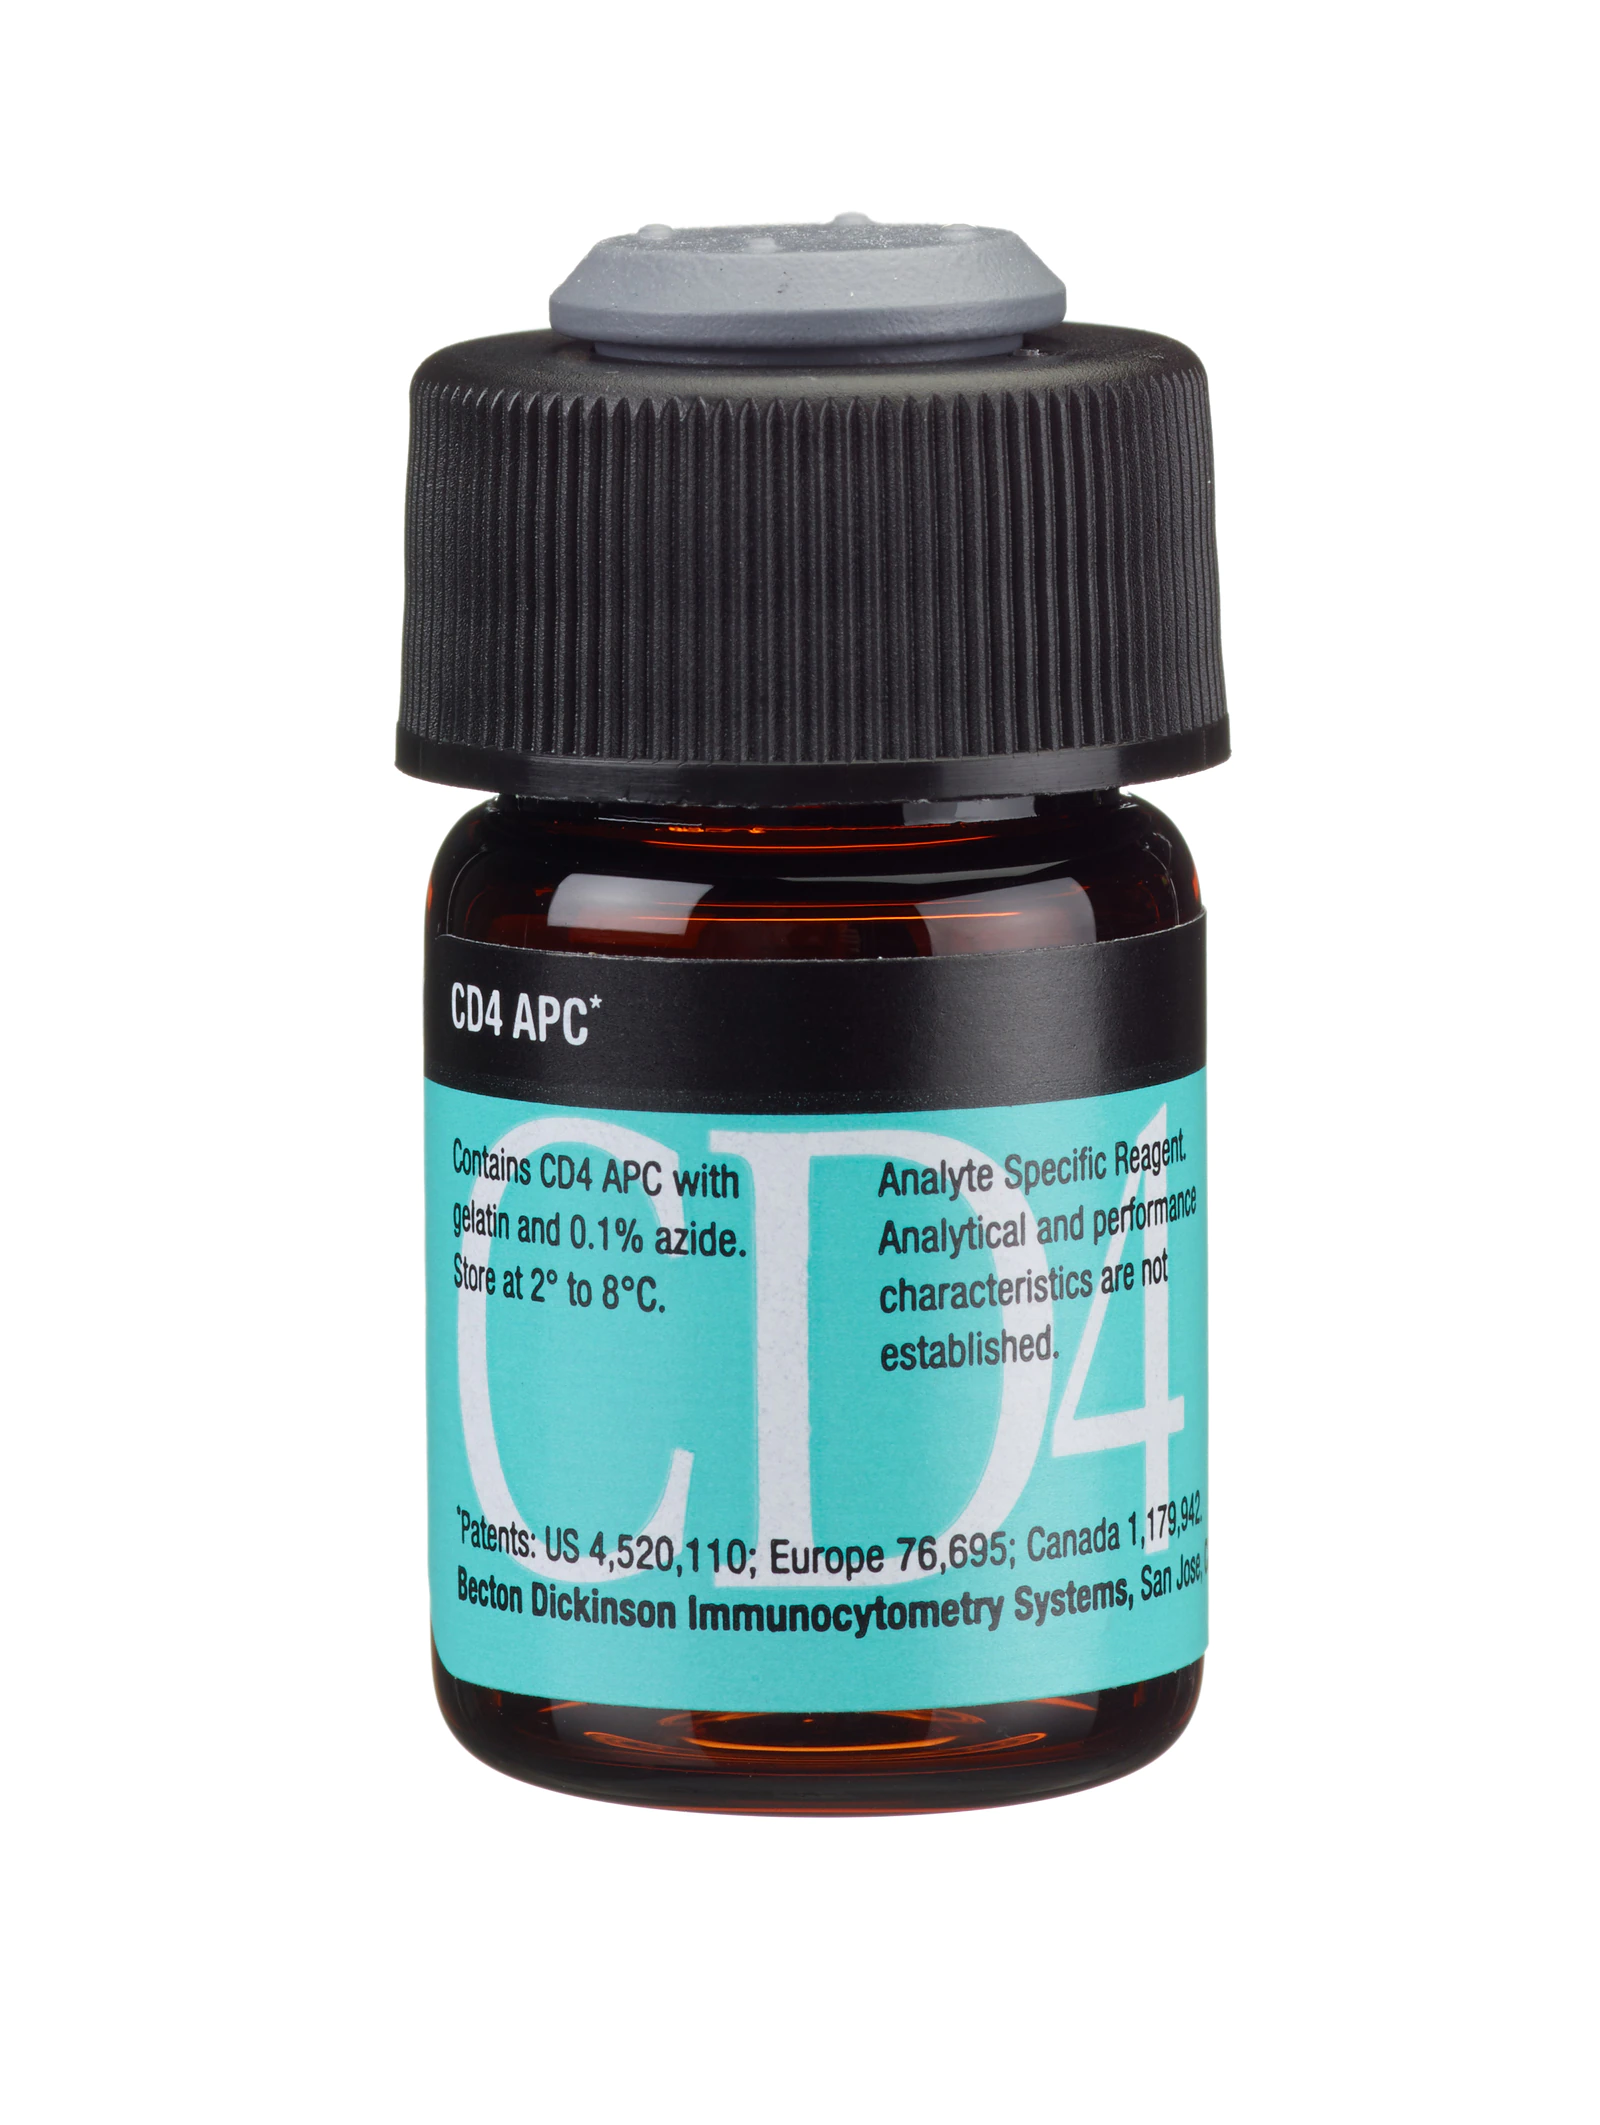 CD4 APC*
CD4
Contains CD4 APC with
gelatin and 0.1% azide.
Store at 2° to 8°C.
Analyte Specific Reagent.
Analytical and performance
characteristics are not
established.
*Patents: US 4,520,110; Europe 76,695; Canada 1,179,942.
Becton Dickinson Immunocytometry Systems, San Jose,